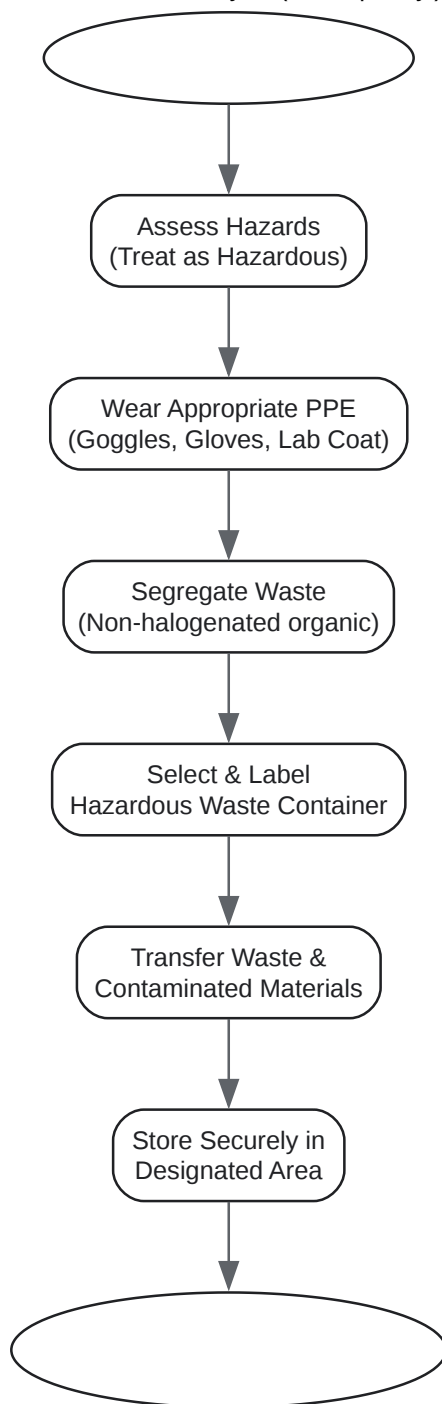 Assess Hazards
(Treat as Hazardous)
Wear Appropriate PPE
(Goggles, Gloves, Lab Coat)
Segregate Waste
(Non-halogenated organic)
Select & Label
Hazardous Waste Container
Transfer Waste &
Contaminated Materials
Store Securely in
Designated Area